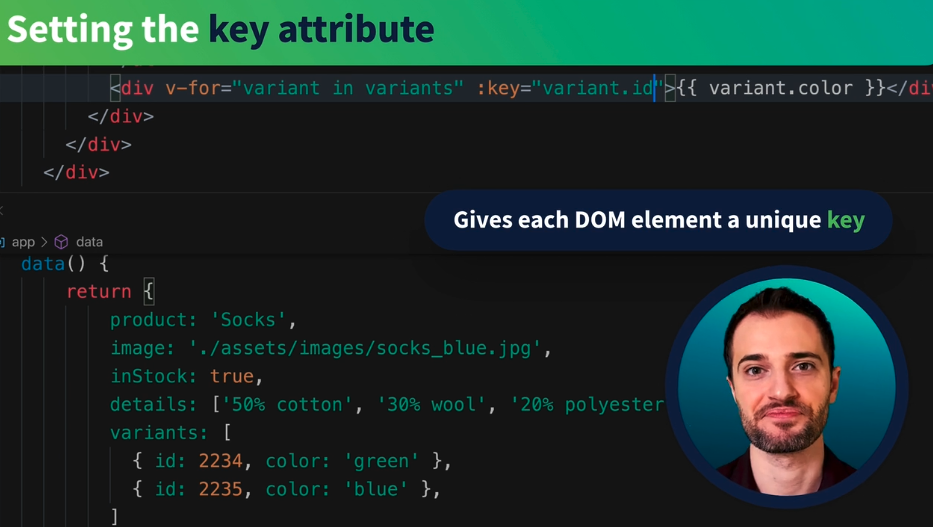 Setting the key attribute
<div v-for="variant in variants" :key="variant.id">{{ variant.color }}</di
</div>
</div>
</div>
Gives each DOM element a unique key
app > data
data() {
return {
product: 'Socks',
image: './assets/images/socks_blue.jpg',
inStock: true,
details: ['50% cotton', '30% wool', '20% polyester
variants: [
{ id: 2234, color: 'green' },
{ id: 2235, color: 'blue' },
]